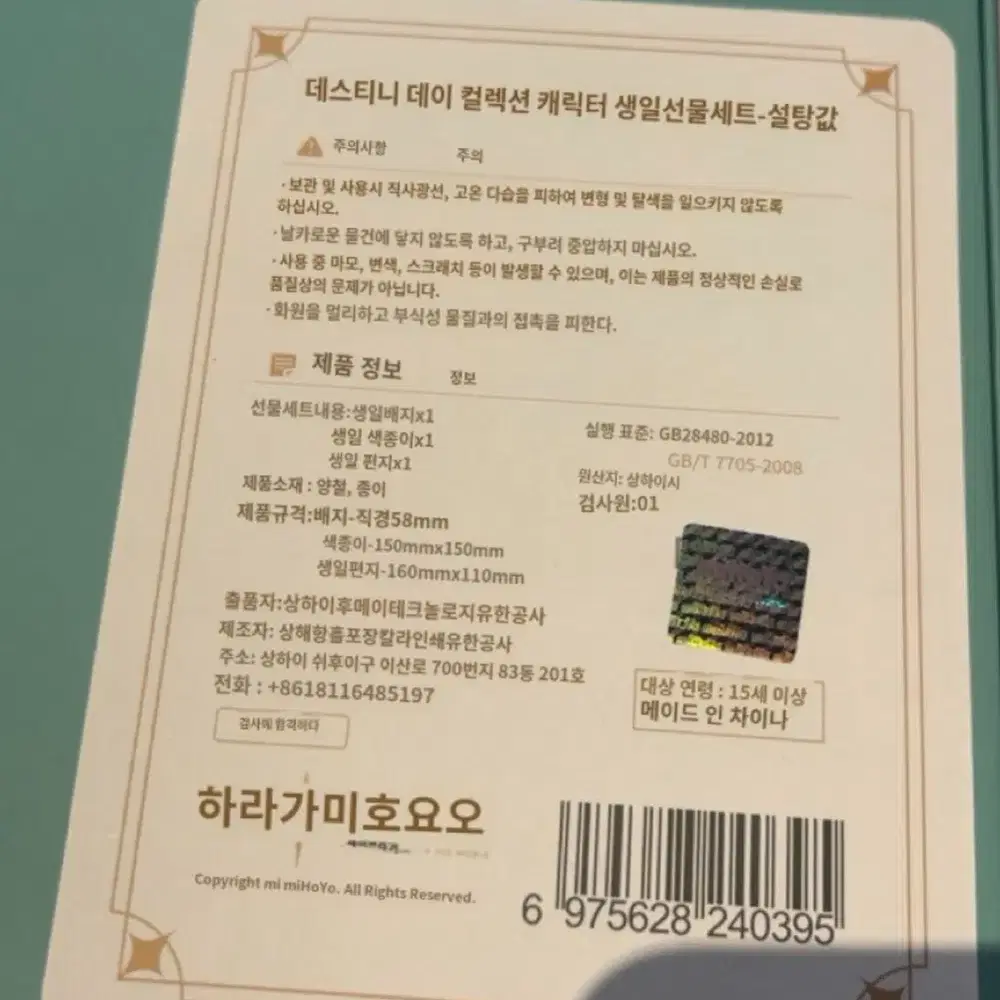 데스티니 데이 컬렉션 캐릭터 생일선물세트-설탕값
주의사항 주의
·보관 및 사용시 직사광선, 고온 다습을 피하여 변형 및 탈색을 일으키지 않도록
하십시오.
·날카로운 물건에 닿지 않도록 하고, 구부려 중압하지 마십시오.
·사용 중 마모, 변색, 스크래치 등이 발생할 수 있으며, 이는 제품의 정상적인 손실로
품질상의 문제가 아닙니다.
·화원을 멀리하고 부식성 물질과의 접촉을 피한다.
제품 정보 정보
선물세트내용:생일배지x1
생일 색종이x1
생일 편지x1
제품소재 : 양철, 종이
제품규격:배지-직경58mm
색종이-150mmx150mm
생일편지-160mmx110mm
실행 표준: GB28480-2012
GB/T 7705-2008
원산지: 상하이시
검사원:01
출품자:상하이후메이테크놀로지유한공사
제조자: 상해항홈포장칼라인쇄유한공사
주소: 상하이 쉬후이구 이산로 700번지 83동 201호
전화 : +8618116485197
검사에 합격하다
대상 연령 : 15세 이상
메이드 인 차이나
하라가미호요오
Copyright mi miHoYo. All Rights Reserved.
6 975628 240395